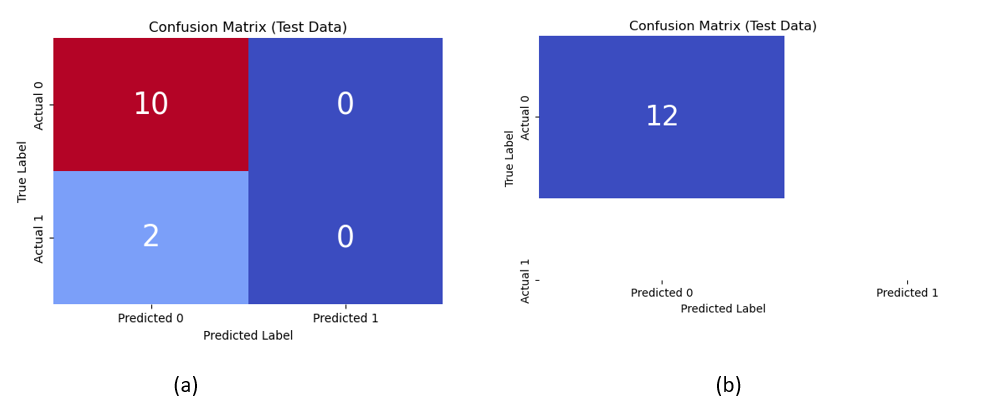 Confusion Matrix (Test Data)
Actual 0
Actual 1
True Label
10
0
2
0
Predicted 0
Predicted 1
Predicted Label
(a)
Confusion Matrix (Test Data)
Actual 0
Actual 1
True Label
12
Predicted 0
Predicted 1
Predicted Label
(b)